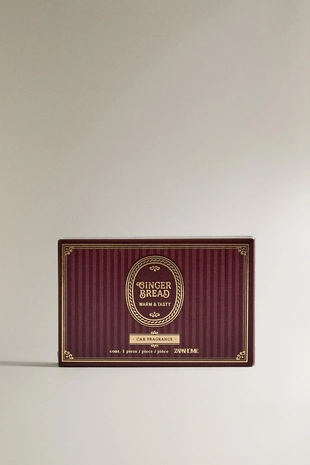 GINGER
BREAD
WARM & TASTY
CAR FRAGRANCE
cont. 1 pieza / piece / pièce ZARA HOME